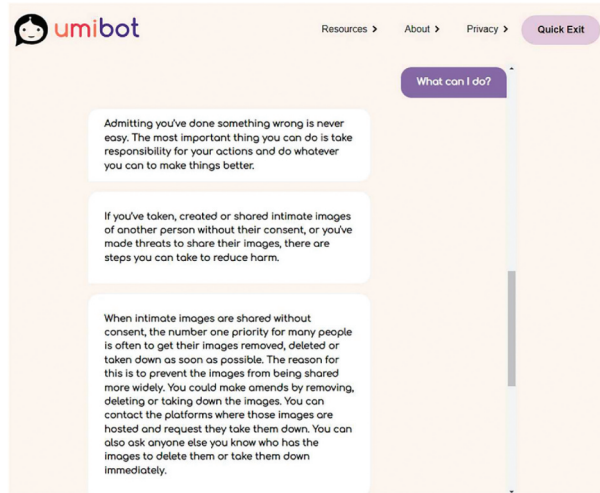 umibot
Resources >
About >
Privacy >
Quick Exit
What can I do?
Admitting you've done something wrong is never
easy. The most important thing you can do is take
responsibility for your actions and do whatever
you can to make things better.
If you've taken, created or shared intimate images
of another person without their consent, or you've
made threats to share their images, there are
steps you can take to reduce harm.
When intimate images are shared without
consent, the number one priority for many people
is often to get their images removed, deleted or
taken down as soon as possible. The reason for
this is to prevent the images from being shared
more widely. You could make amends by removing,
deleting or taking down the images. You can
contact the platforms where those images are
hosted and request they take them down. You can
also ask anyone else you know who has the
images to delete them or take them down
immediately.